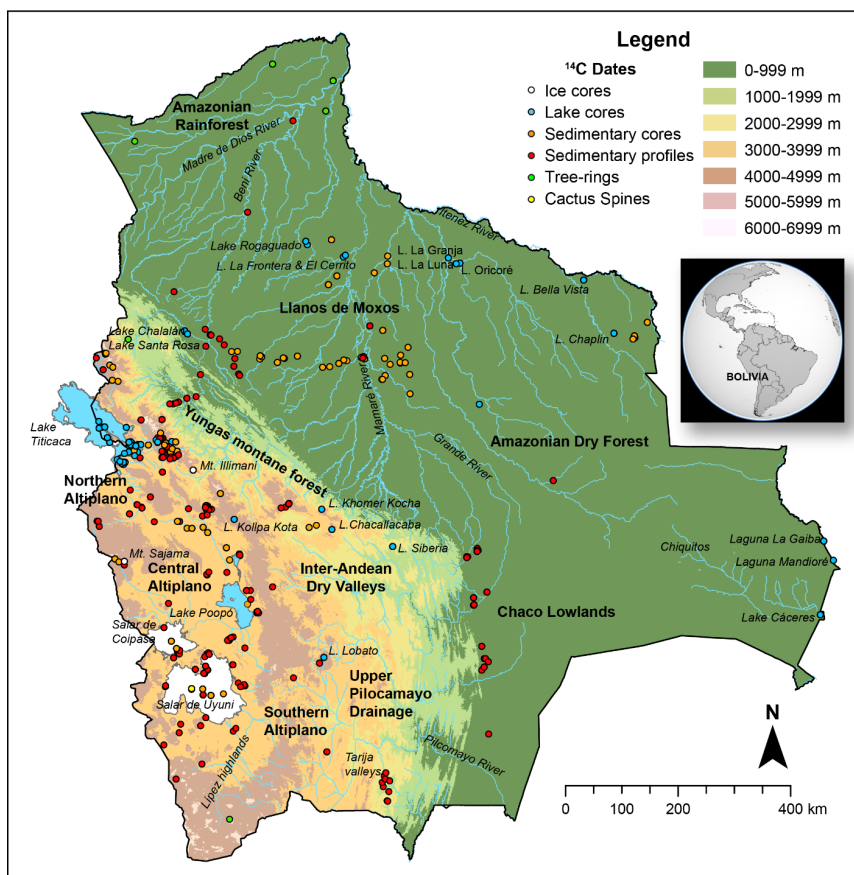 Legend
¹⁴C Dates
Ice cores
Lake cores
Sedimentary cores
Sedimentary profiles
Tree-rings
Cactus Spines
0-999 m
1000-1999 m
2000-2999 m
3000-3999 m
4000-4999 m
5000-5999 m
6000-6999 m
BOLIVIA
Amazonian
Rainforest
Madre de Dios River
Beni River
Itenez River
Lake Rogaguado
L. La Frontera & El Cerrito
L. La Granja
L. La Luna
L. Oricoré
L. Bella Vista
Llanos de Moxos
Lake Chalalán
Lake Santa Rosa
L. Chaplin
Mamaré River
Lake
Titicaca
Yungas montane forest
Amazonian Dry Forest
Grande River
Mt. Illimani
Northern
Altiplano
L. Khomer Kocha
L. Kollpa Kota
L.Chacallacaba
L. Siberia
Laguna La Gaiba
Chiquitos
Laguna Mandioré
Mt. Sajama
Central
Altiplano
Inter-Andean
Dry Valleys
Chaco Lowlands
Lake Cáceres
Lake Poopó
Salar de
Coipasa
L. Lobato
Upper
Pilocamayo
Drainage
Salar de Uyuni
Southern
Altiplano
Pilcomayo River
Tarija
valleys
Lípez highlands
N
0 100 200 400 km